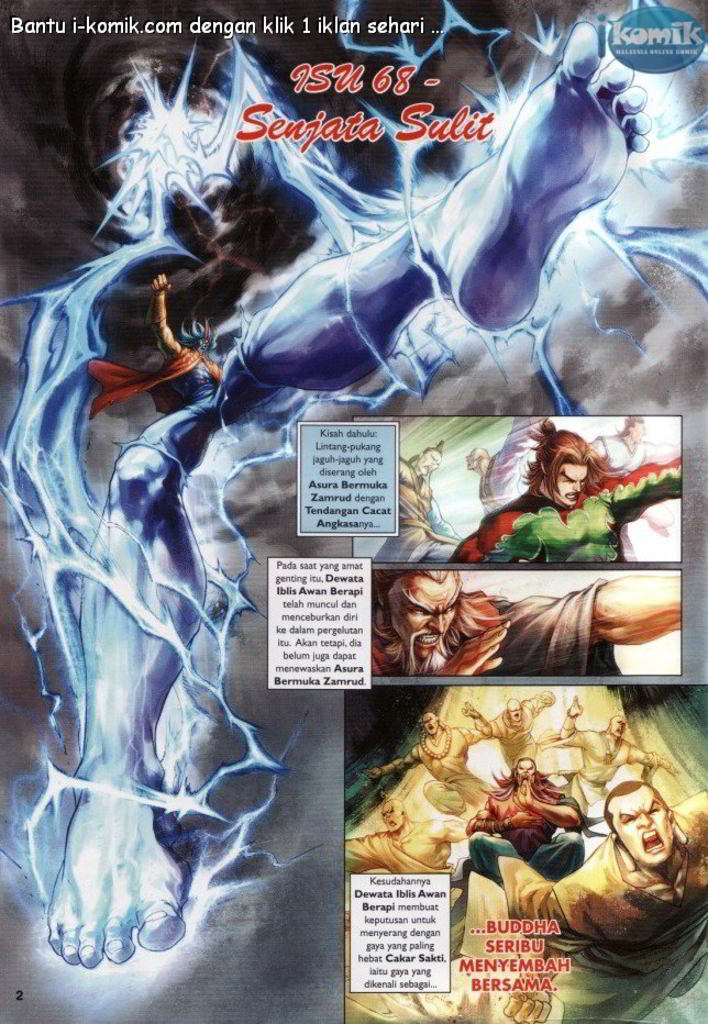 Bantu i-komik.com dengan klik 1 iklan sehari ...
ikomik
MALAYSIA ONLINE KOMIK
ISU 68 -
Senjata Sulit
Kisah dahulu:
Lintang-pukang
jaguh-jaguh yang
diserang oleh
Asura Bermuka
Zamrud dengan
Tendangan Cacat
Angkasanya...
Pada saat yang amat
genting itu, Dewata
Iblis Awan Berapi
telah muncul dan
menceburkan diri
ke dalam pergelutan
itu. Akan tetapi, dia
belum juga dapat
menewaskan Asura
Bermuka Zamrud.
Kesudahannya
Dewata Iblis Awan
Berapi membuat
keputusan untuk
menyerang dengan
gaya yang paling
hebat Cakar Sakti,
iaitu gaya yang
dikenali sebagai...
...BUDDHA
SERIBU
MENYEMBAH
BERSAMA.
2